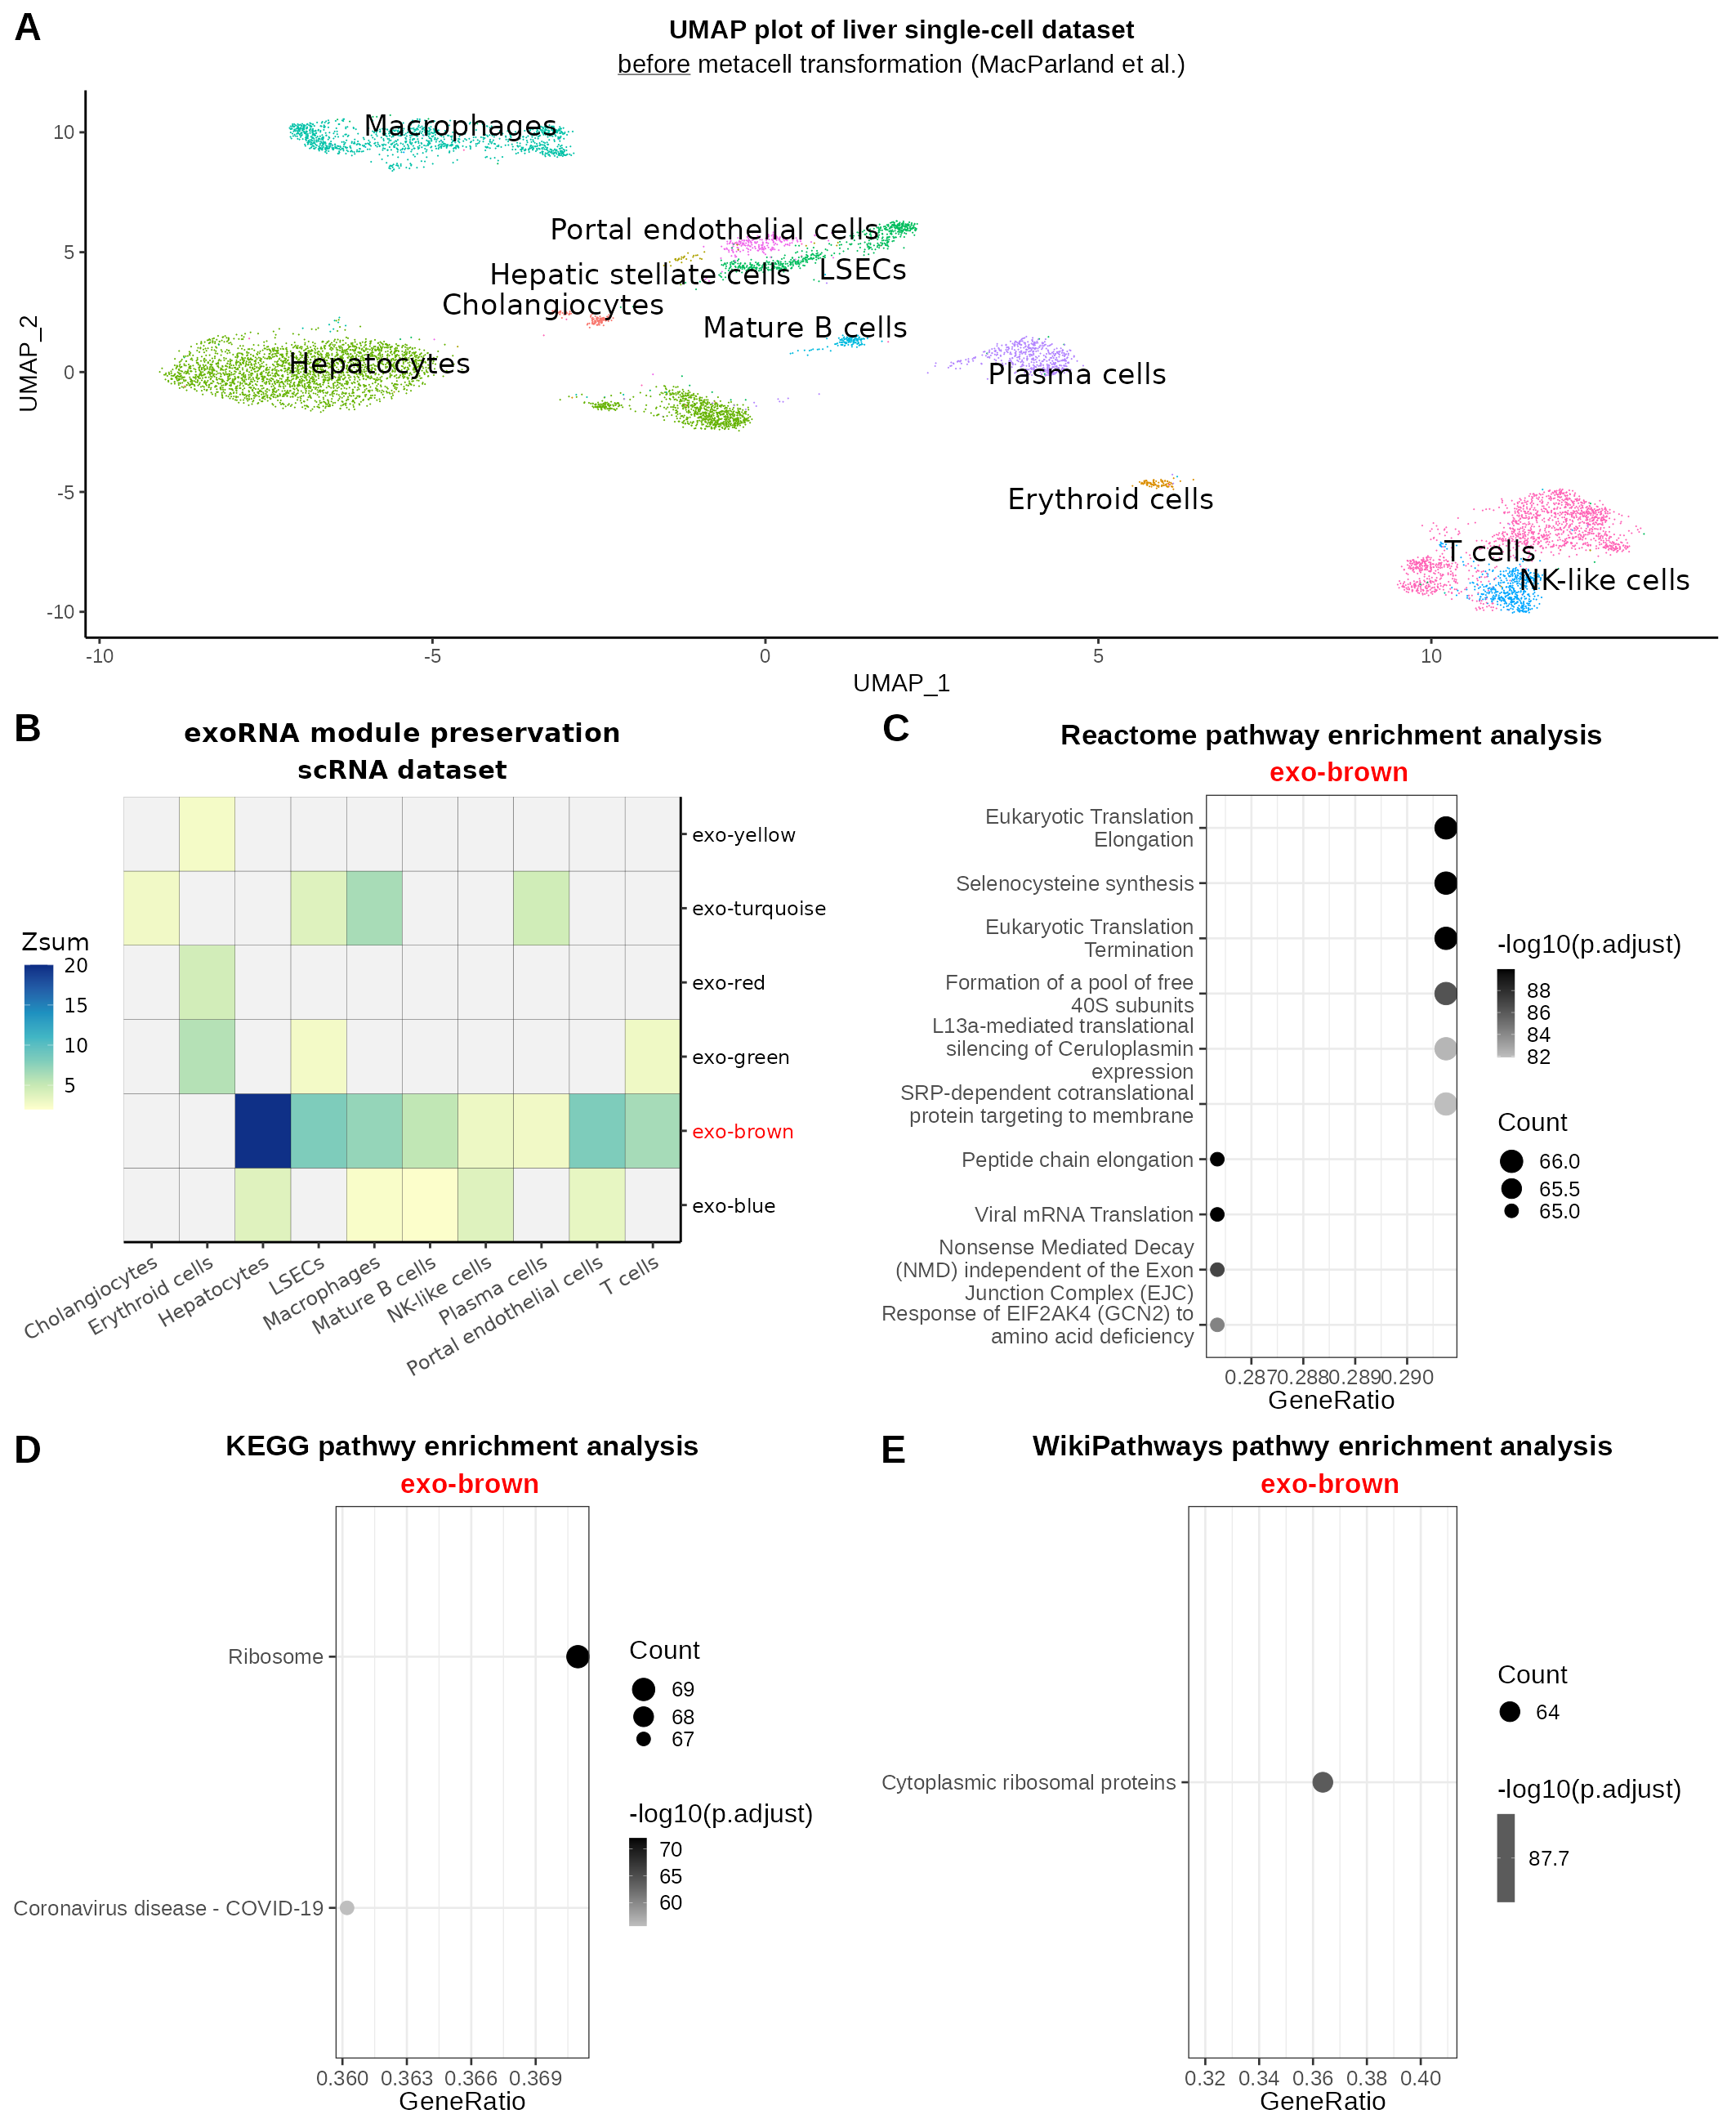 A
UMAP plot of liver single-cell dataset
before metacell transformation (MacParland et al.)
UMAP_2
10
5
0
-5
-10
Macrophages
Portal endothelial cells
LSECs
Hepatic stellate cells
Cholangiocytes
Mature B cells
Hepatocytes
Plasma cells
Erythroid cells
T cells
NK-like cells
-10 -5 0 5 10
UMAP_1
B
exoRNA module preservation
scRNA dataset
Zsum
20
15
10
5
exo-yellow
exo-turquoise
exo-red
exo-green
exo-brown
exo-blue
Cholangiocytes
Erythroid cells
Hepatocytes
LSECs
Macrophages
Mature B cells
NK-like cells
Plasma cells
Portal endothelial cells
T cells
C
Reactome pathway enrichment analysis
exo-brown
Eukaryotic Translation
Elongation
Selenocysteine synthesis
Eukaryotic Translation
Termination
Formation of a pool of free
40S subunits
L13a-mediated translational
silencing of Ceruloplasmin
expression
SRP-dependent cotranslational
protein targeting to membrane
Peptide chain elongation
Viral mRNA Translation
Nonsense Mediated Decay
(NMD) independent of the Exon
Junction Complex (EJC)
Response of EIF2AK4 (GCN2) to
amino acid deficiency
0.287 0.288 0.289 0.290
GeneRatio
-log10(p.adjust)
88
86
84
82
Count
66.0
65.5
65.0
D
KEGG pathwy enrichment analysis
exo-brown
Ribosome
Coronavirus disease - COVID-19
0.360 0.363 0.366 0.369
GeneRatio
Count
69
68
67
-log10(p.adjust)
70
65
60
E
WikiPathways pathwy enrichment analysis
exo-brown
Cytoplasmic ribosomal proteins
0.32 0.34 0.36 0.38 0.40
GeneRatio
Count
64
-log10(p.adjust)
87.7